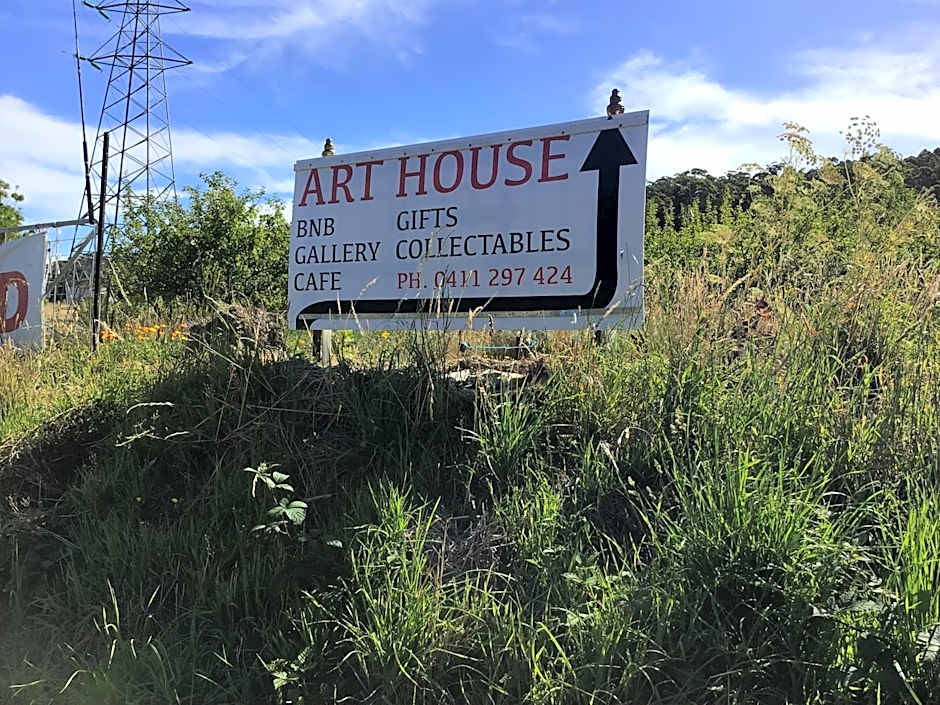 ART HOUSE
BNB GIFTS
GALLERY COLLECTABLES
CAFE PH. 0411 297 424
D